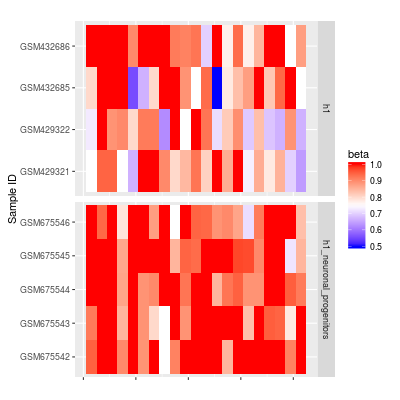 GSM432686
GSM432685
GSM429322
GSM429321
h1
GSM675546
GSM675545
GSM675544
GSM675543
GSM675542
h1_neuronal_progenitors
Sample ID
beta
1.0
0.9
0.8
0.7
0.6
0.5